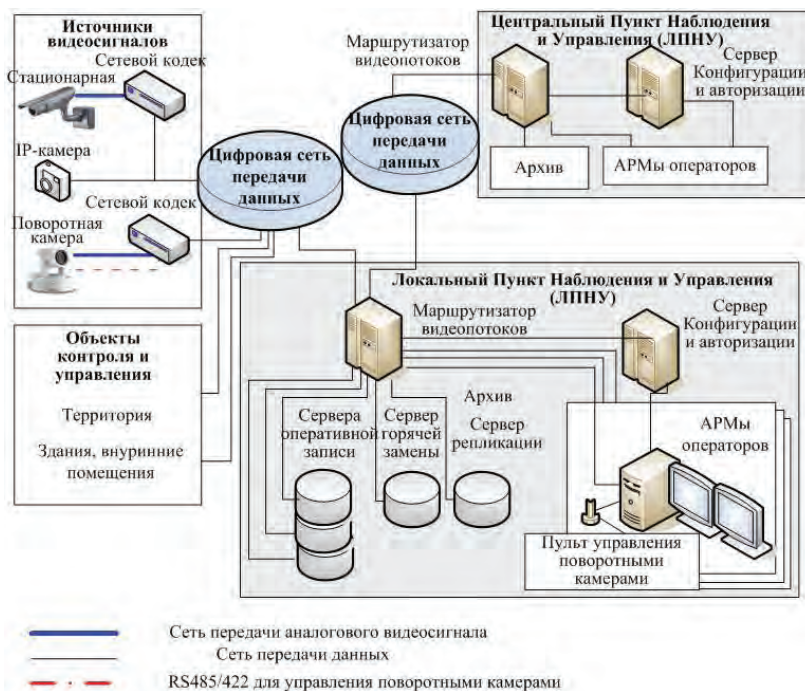 Источники
видеосигналов
Сетевой кодек
Стационарная
IP-камера
Сетевой кодек
Поворотная
камера
Цифровая сеть
передачи
данных
Маршрутизатор
видеопотоков
Цифровая сеть
передачи
данных
Центральный Пункт Наблюдения
и Управления (ЛПНУ)
Сервер
Конфигурации
и авторизации
Архив
АРМы операторов
Объекты
контроля и
управления
Территория
Здания, внуринние
помещения
Локальный Пункт Наблюдения и Управления
(ЛПНУ)
Маршрутизатор
видеопотоков
Сервер
Конфигурации
и авторизации
Архив
Сервера
оперативной
записи
Сервер
горячей
замены
Сервер
репликации
АРМы
операторов
Пульт управления
поворотными
камерами
Сеть передачи аналогового видеосигнала
Сеть передачи данных
RS485/422 для управления поворотными камерами